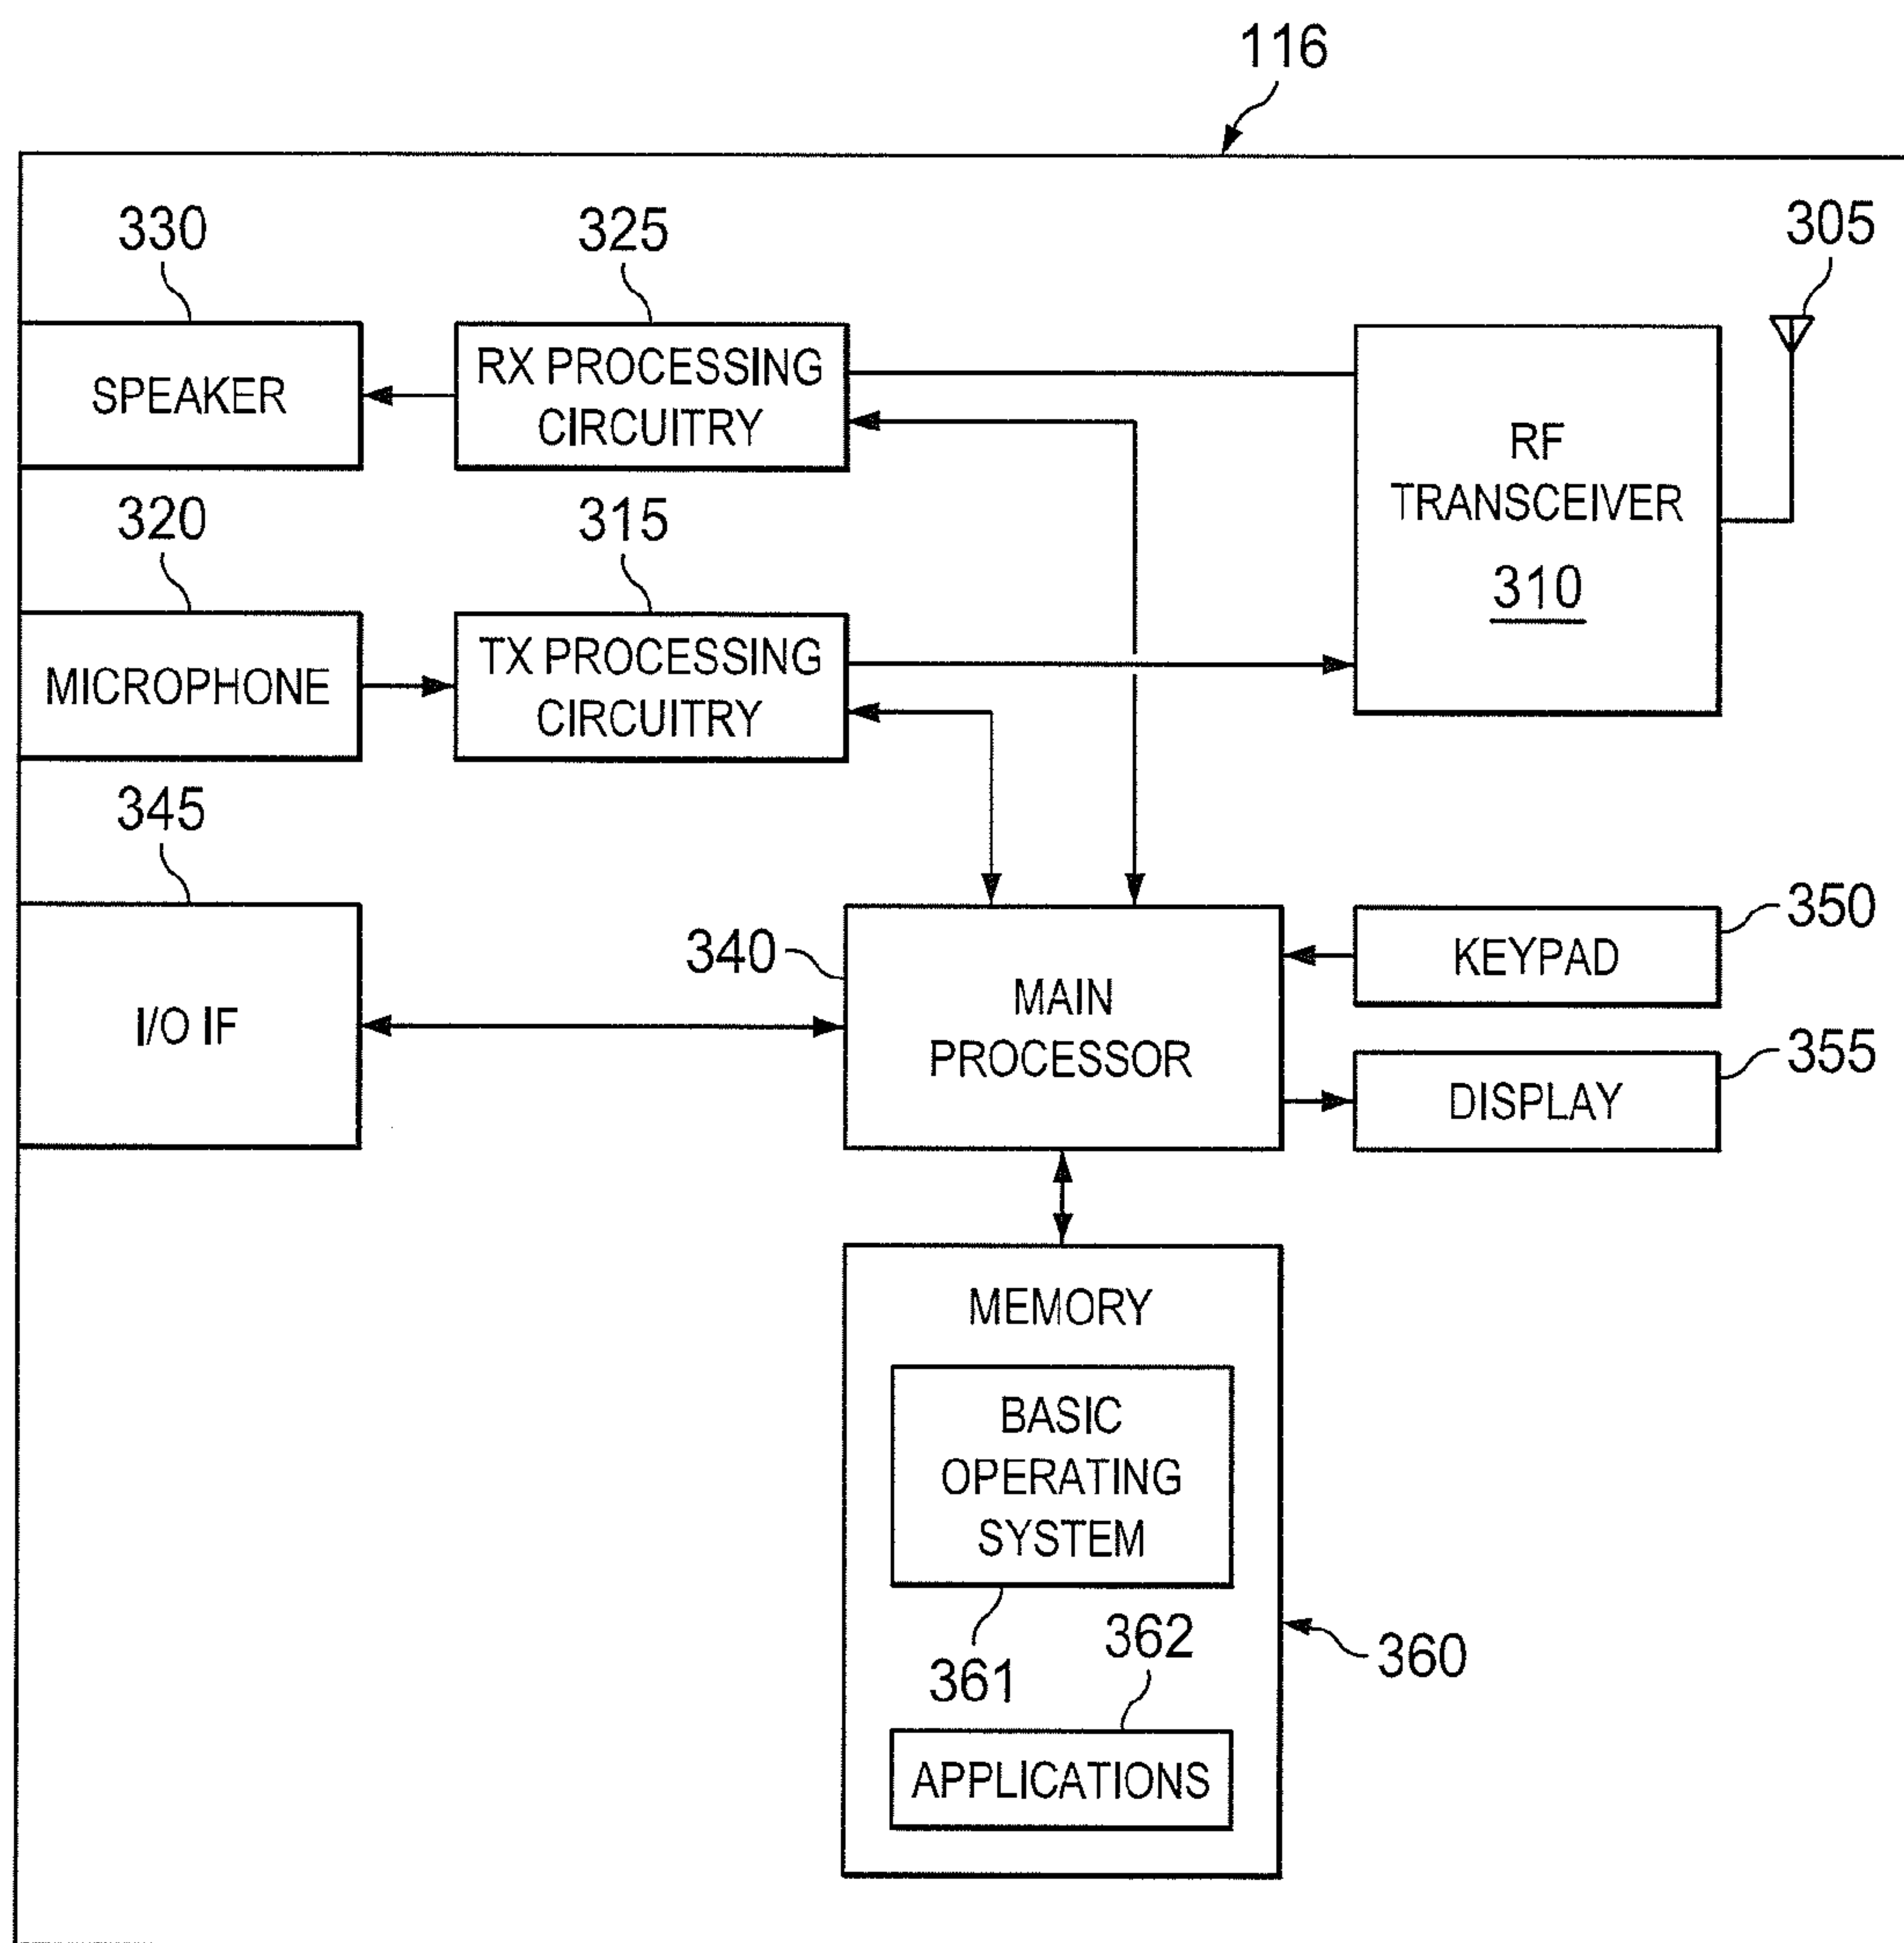 116
330
325
305
SPEAKER
RX PROCESSING
CIRCUITRY
RF
TRANSCEIVER
310
320
315
MICROPHONE
TX PROCESSING
CIRCUITRY
345
I/O IF
340
MAIN
PROCESSOR
KEYPAD
350
DISPLAY
355
MEMORY
BASIC
OPERATING
SYSTEM
361
362
360
APPLICATIONS